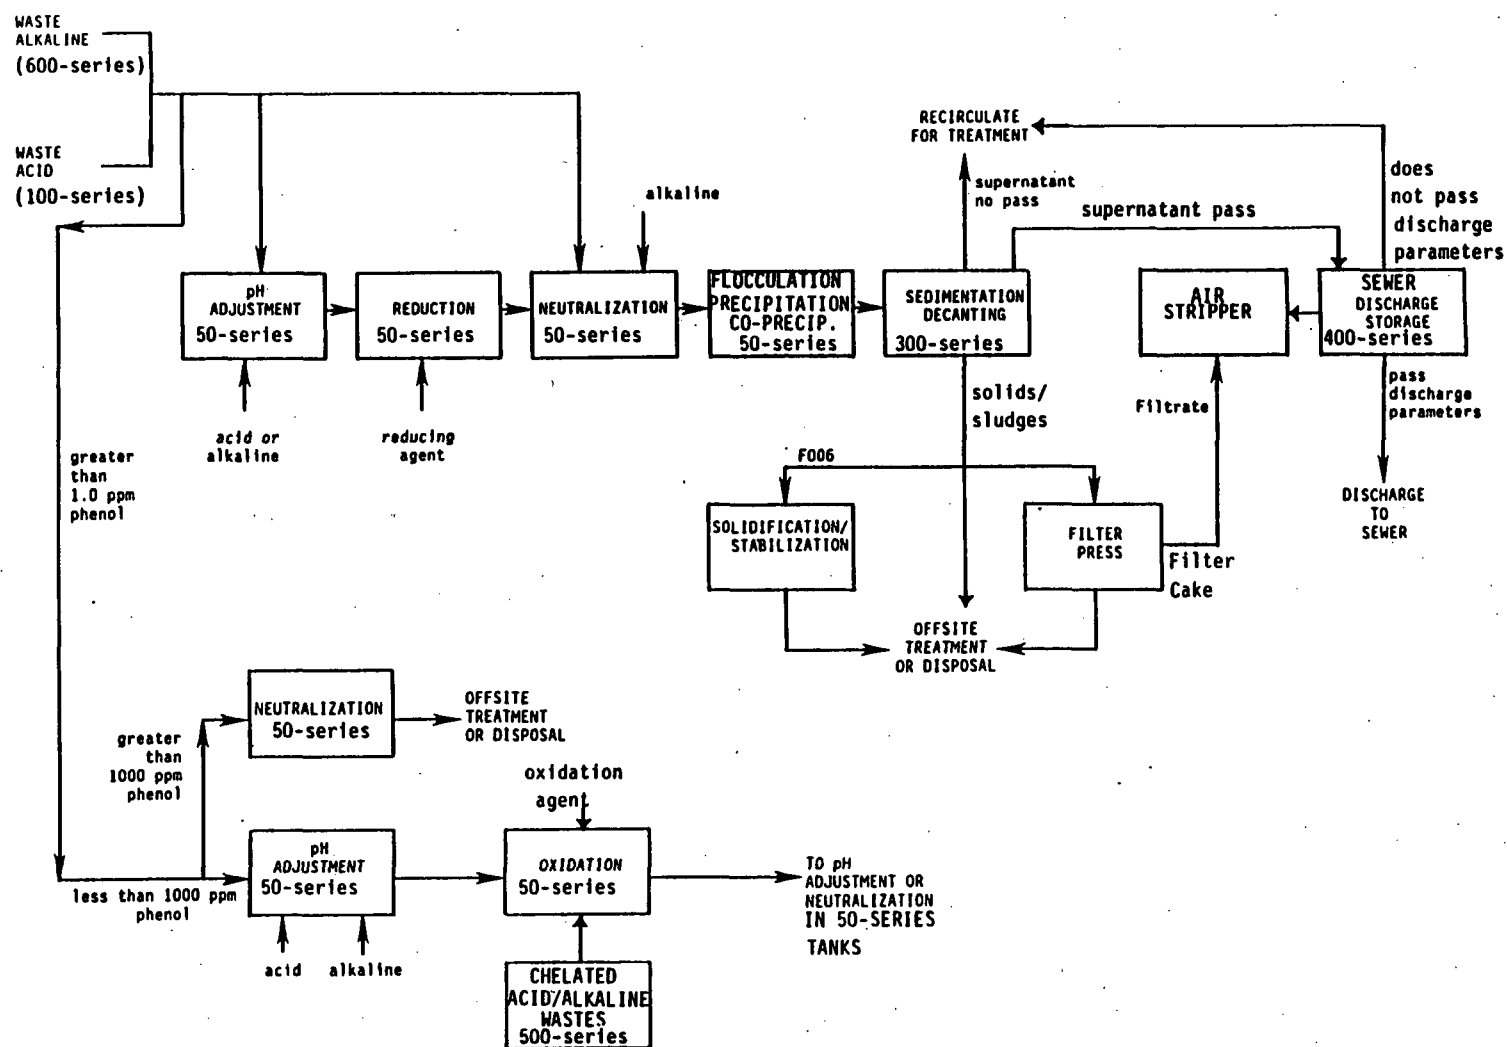 WASTE
ALKALINE
(600-series)
WASTE
ACID
(100-series)
RECIRCULATE
FOR TREATMENT
supernatant
no pass
does
not pass
discharge
parameters
supernatant pass
alkaline
pH
ADJUSTMENT
50-series
REDUCTION
50-series
NEUTRALIZATION
50-series
FLOCCULATION
PRECIPITATION
CO-PRECIP.
50-series
SEDIMENTATION
DECANTING
300-series
AIR
STRIPPER
SEWER
DISCHARGE
STORAGE
400-series
acid or
alkaline
reducing
agent
solids/
sludges
Filtrate
pass
discharge
parameters
greater
than
1.0 ppm
phenol
F006
DISCHARGE
TO
SEWER
SOLIDIFICATION/
STABILIZATION
FILTER
PRESS
Filter
Cake
OFFSITE
TREATMENT
OR DISPOSAL
NEUTRALIZATION
50-series
OFFSITE
TREATMENT
OR DISPOSAL
greater
than
1000 ppm
phenol
oxidation
agent
pH
ADJUSTMENT
50-series
OXIDATION
50-series
TO pH
ADJUSTMENT OR
NEUTRALIZATION
IN 50-SERIES
TANKS
less than 1000 ppm
phenol
acid
alkaline
CHELATED
ACID/ALKALINE
WASTES
500-series